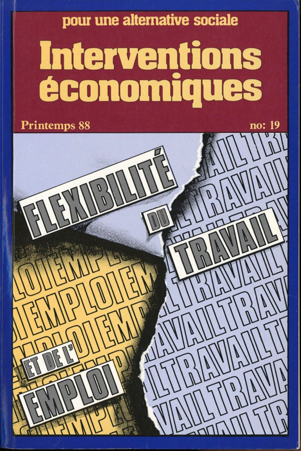 pour une alternative sociale
Interventions
économiques
Printemps 88 no: 19
FLEXIBILITÉ
DU
TRAVAIL
ET DE L'
EMPLOI